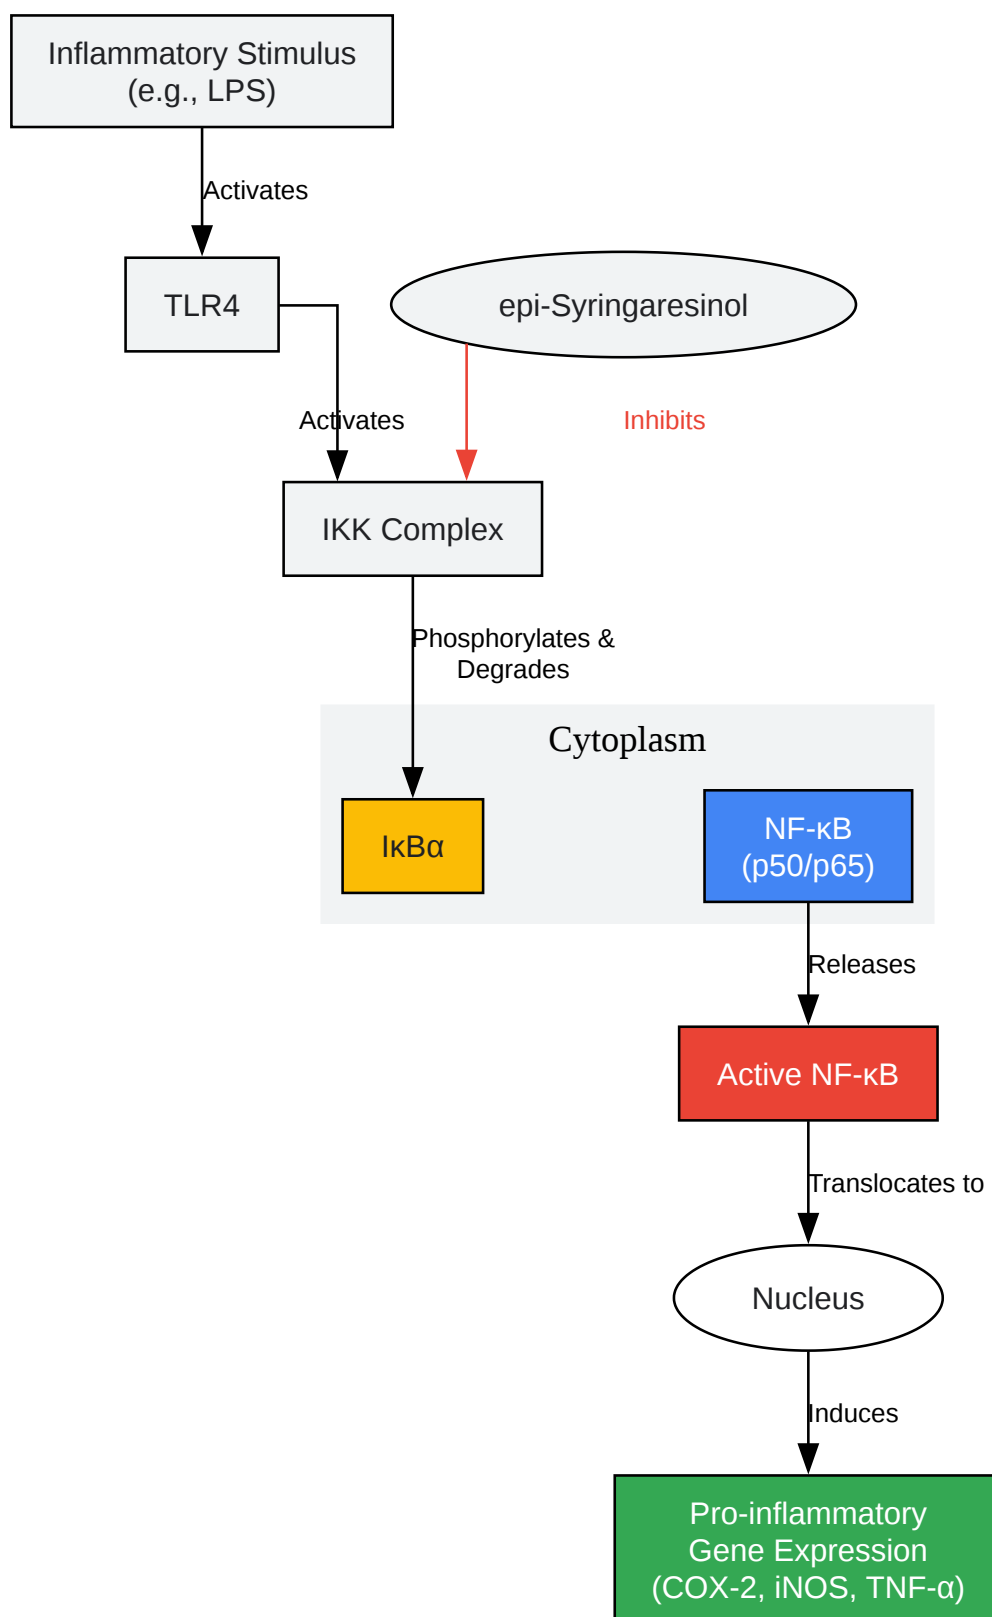 Inflammatory Stimulus
(e.g., LPS)
Activates
TLR4
epi-Syringaresinol
Activates
Inhibits
IKK Complex
Phosphorylates &
Degrades
Cytoplasm
IκBα
NF-κB
(p50/p65)
Releases
Active NF-κB
Translocates to
Nucleus
Induces
Pro-inflammatory
Gene Expression
(COX-2, iNOS, TNF-α)